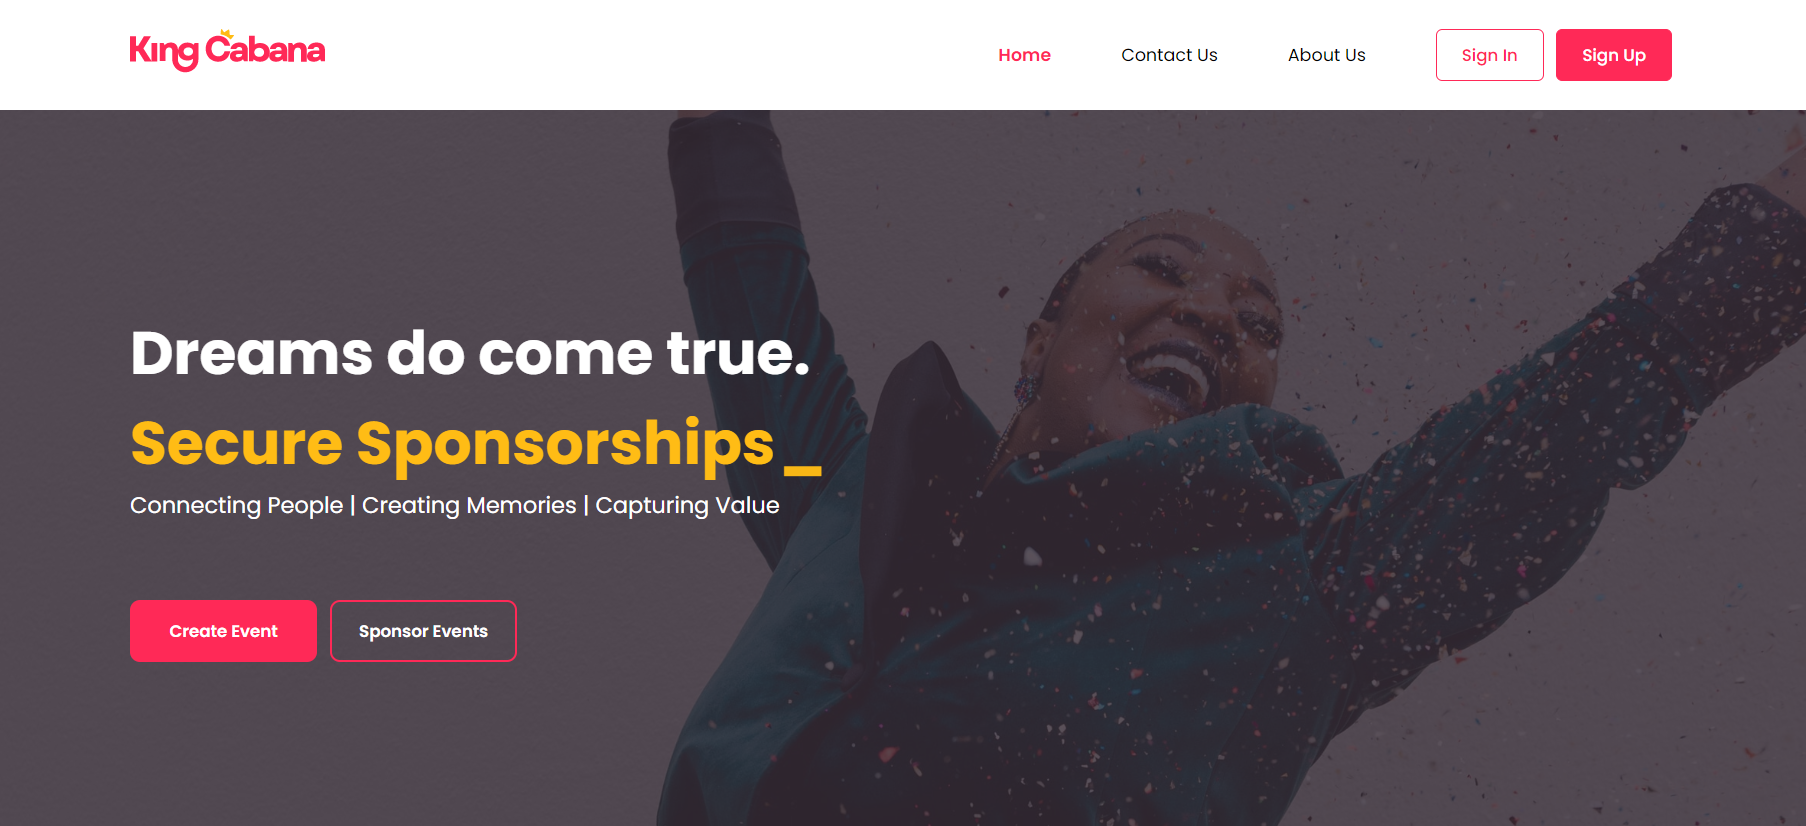 King Cabana
Home
Contact Us
About Us
Sign In
Sign Up
Dreams do come true.
Secure Sponsorships_
Connecting People | Creating Memories | Capturing Value
Create Event
Sponsor Events